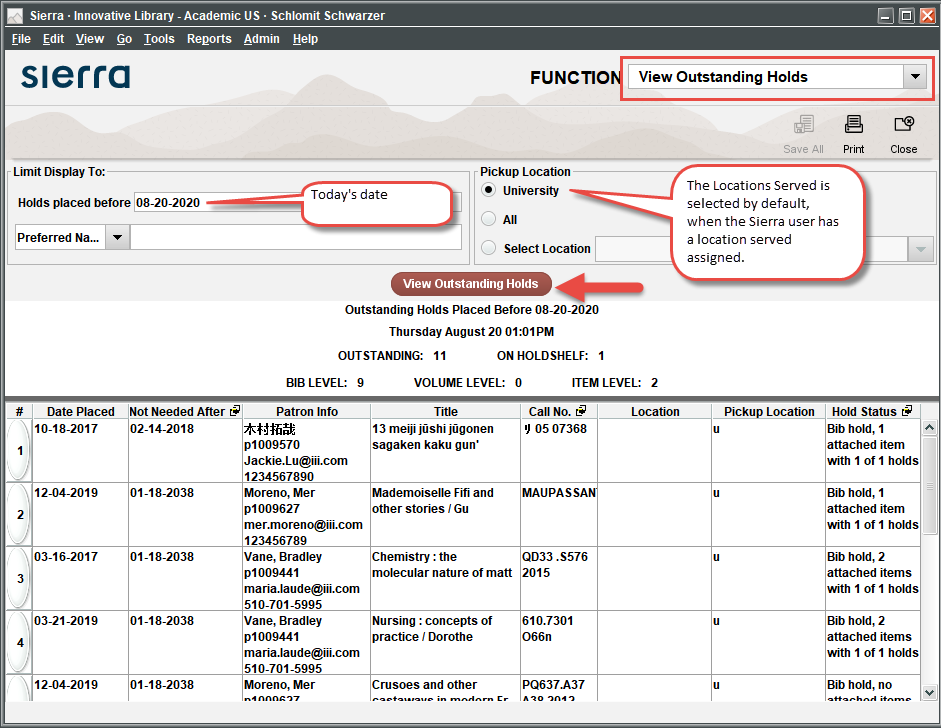 Sierra · Innovative Library - Academic US · Schlomit Schwarzer
File Edit View Go Tools Reports Admin Help
sierra
FUNCTION View Outstanding Holds
Save All Print Close
Limit Display To:
Holds placed before 08-20-2020
Today's date
Preferred Na...
Pickup Location
University
All
Select Location
The Locations Served is
selected by default,
when the Sierra user has
a location served
assigned.
View Outstanding Holds
Outstanding Holds Placed Before 08-20-2020
Thursday August 20 01:01PM
OUTSTANDING: 11 ON HOLDSHELF: 1
BIB LEVEL: 9 VOLUME LEVEL: 0 ITEM LEVEL: 2
# Date Placed Not Needed After Patron Info Title Call No. Location Pickup Location Hold Status
10-18-2017 02-14-2018 木村拓哉 13 meiji jūshi jūgonen リ 05 07368 u Bib hold, 1
p1009570 sagaken kaku gun' attached item
1 Jackie.Lu@iii.com with 1 of 1 holds
1234567890
12-04-2019 01-18-2038 Moreno, Mer Mademoiselle Fifi and MAUPASSAN u Bib hold, 1
p1009627 other stories / Gu attached item
2 mer.moreno@iii.com with 1 of 1 holds
123456789
03-16-2017 01-18-2038 Vane, Bradley Chemistry : the QD33 .S576 u Bib hold, 2
p1009441 molecular nature of matt 2015 attached items
3 maria.laude@iii.com with 1 of 1 holds
510-701-5995
03-21-2019 01-18-2038 Vane, Bradley Nursing : concepts of 610.7301 u Bib hold, 2
p1009441 practice / Dorothe O66n attached items
4 maria.laude@iii.com with 1 of 1 holds
510-701-5995
12-04-2019 01-18-2038 Moreno, Mer Crusoes and other PQ637.A37 u Bib hold, no
p1009627 castaways in modern Fr A38 2012 attached items